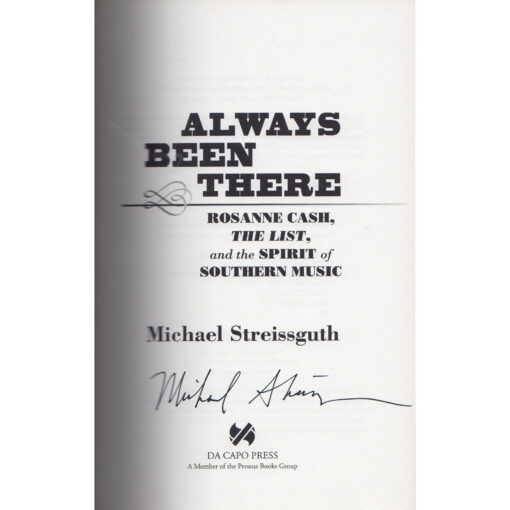 ALWAYS
BEEN
THERE
ROSANNE CASH,
THE LIST,
and the SPIRIT of
SOUTHERN MUSIC
Michael Streissguth
DA CAPO PRESS
A Member of the Perseus Books Group